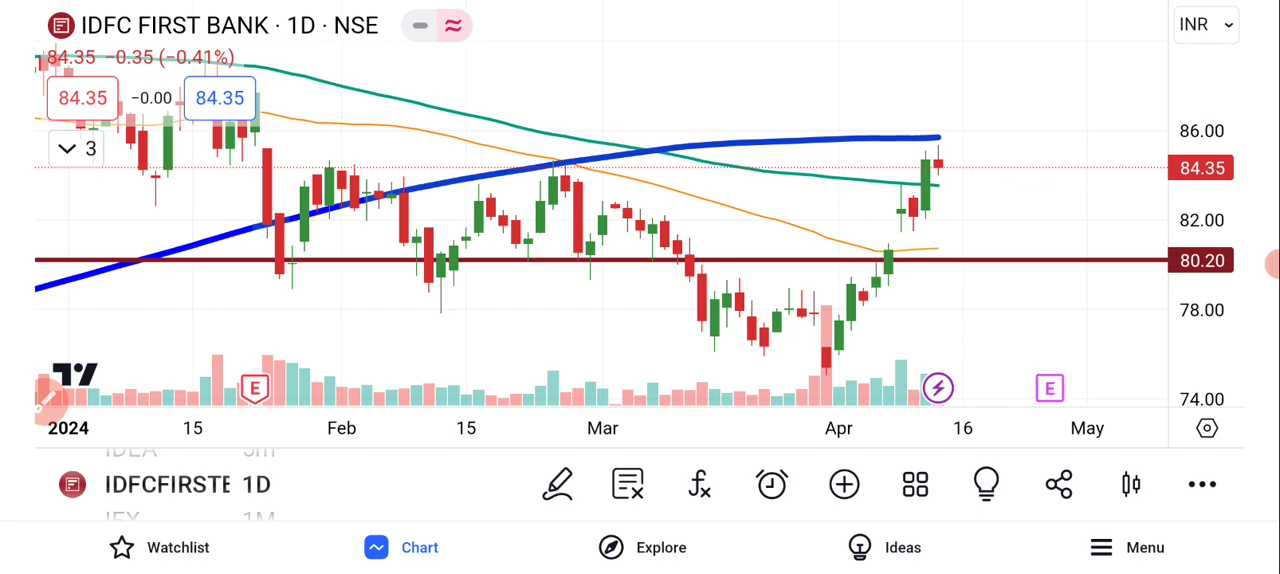 IDFC FIRST BANK · 1D · NSE
INR
84.35 −0.35 (−0.41%)
84.35 −0.00 84.35
3
86.00
84.35
82.00
80.20
78.00
74.00
E
E
2024 15 Feb 15 Mar Apr 16 May
IDFCFIRSTE 1D
Watchlist Chart Explore Ideas Menu